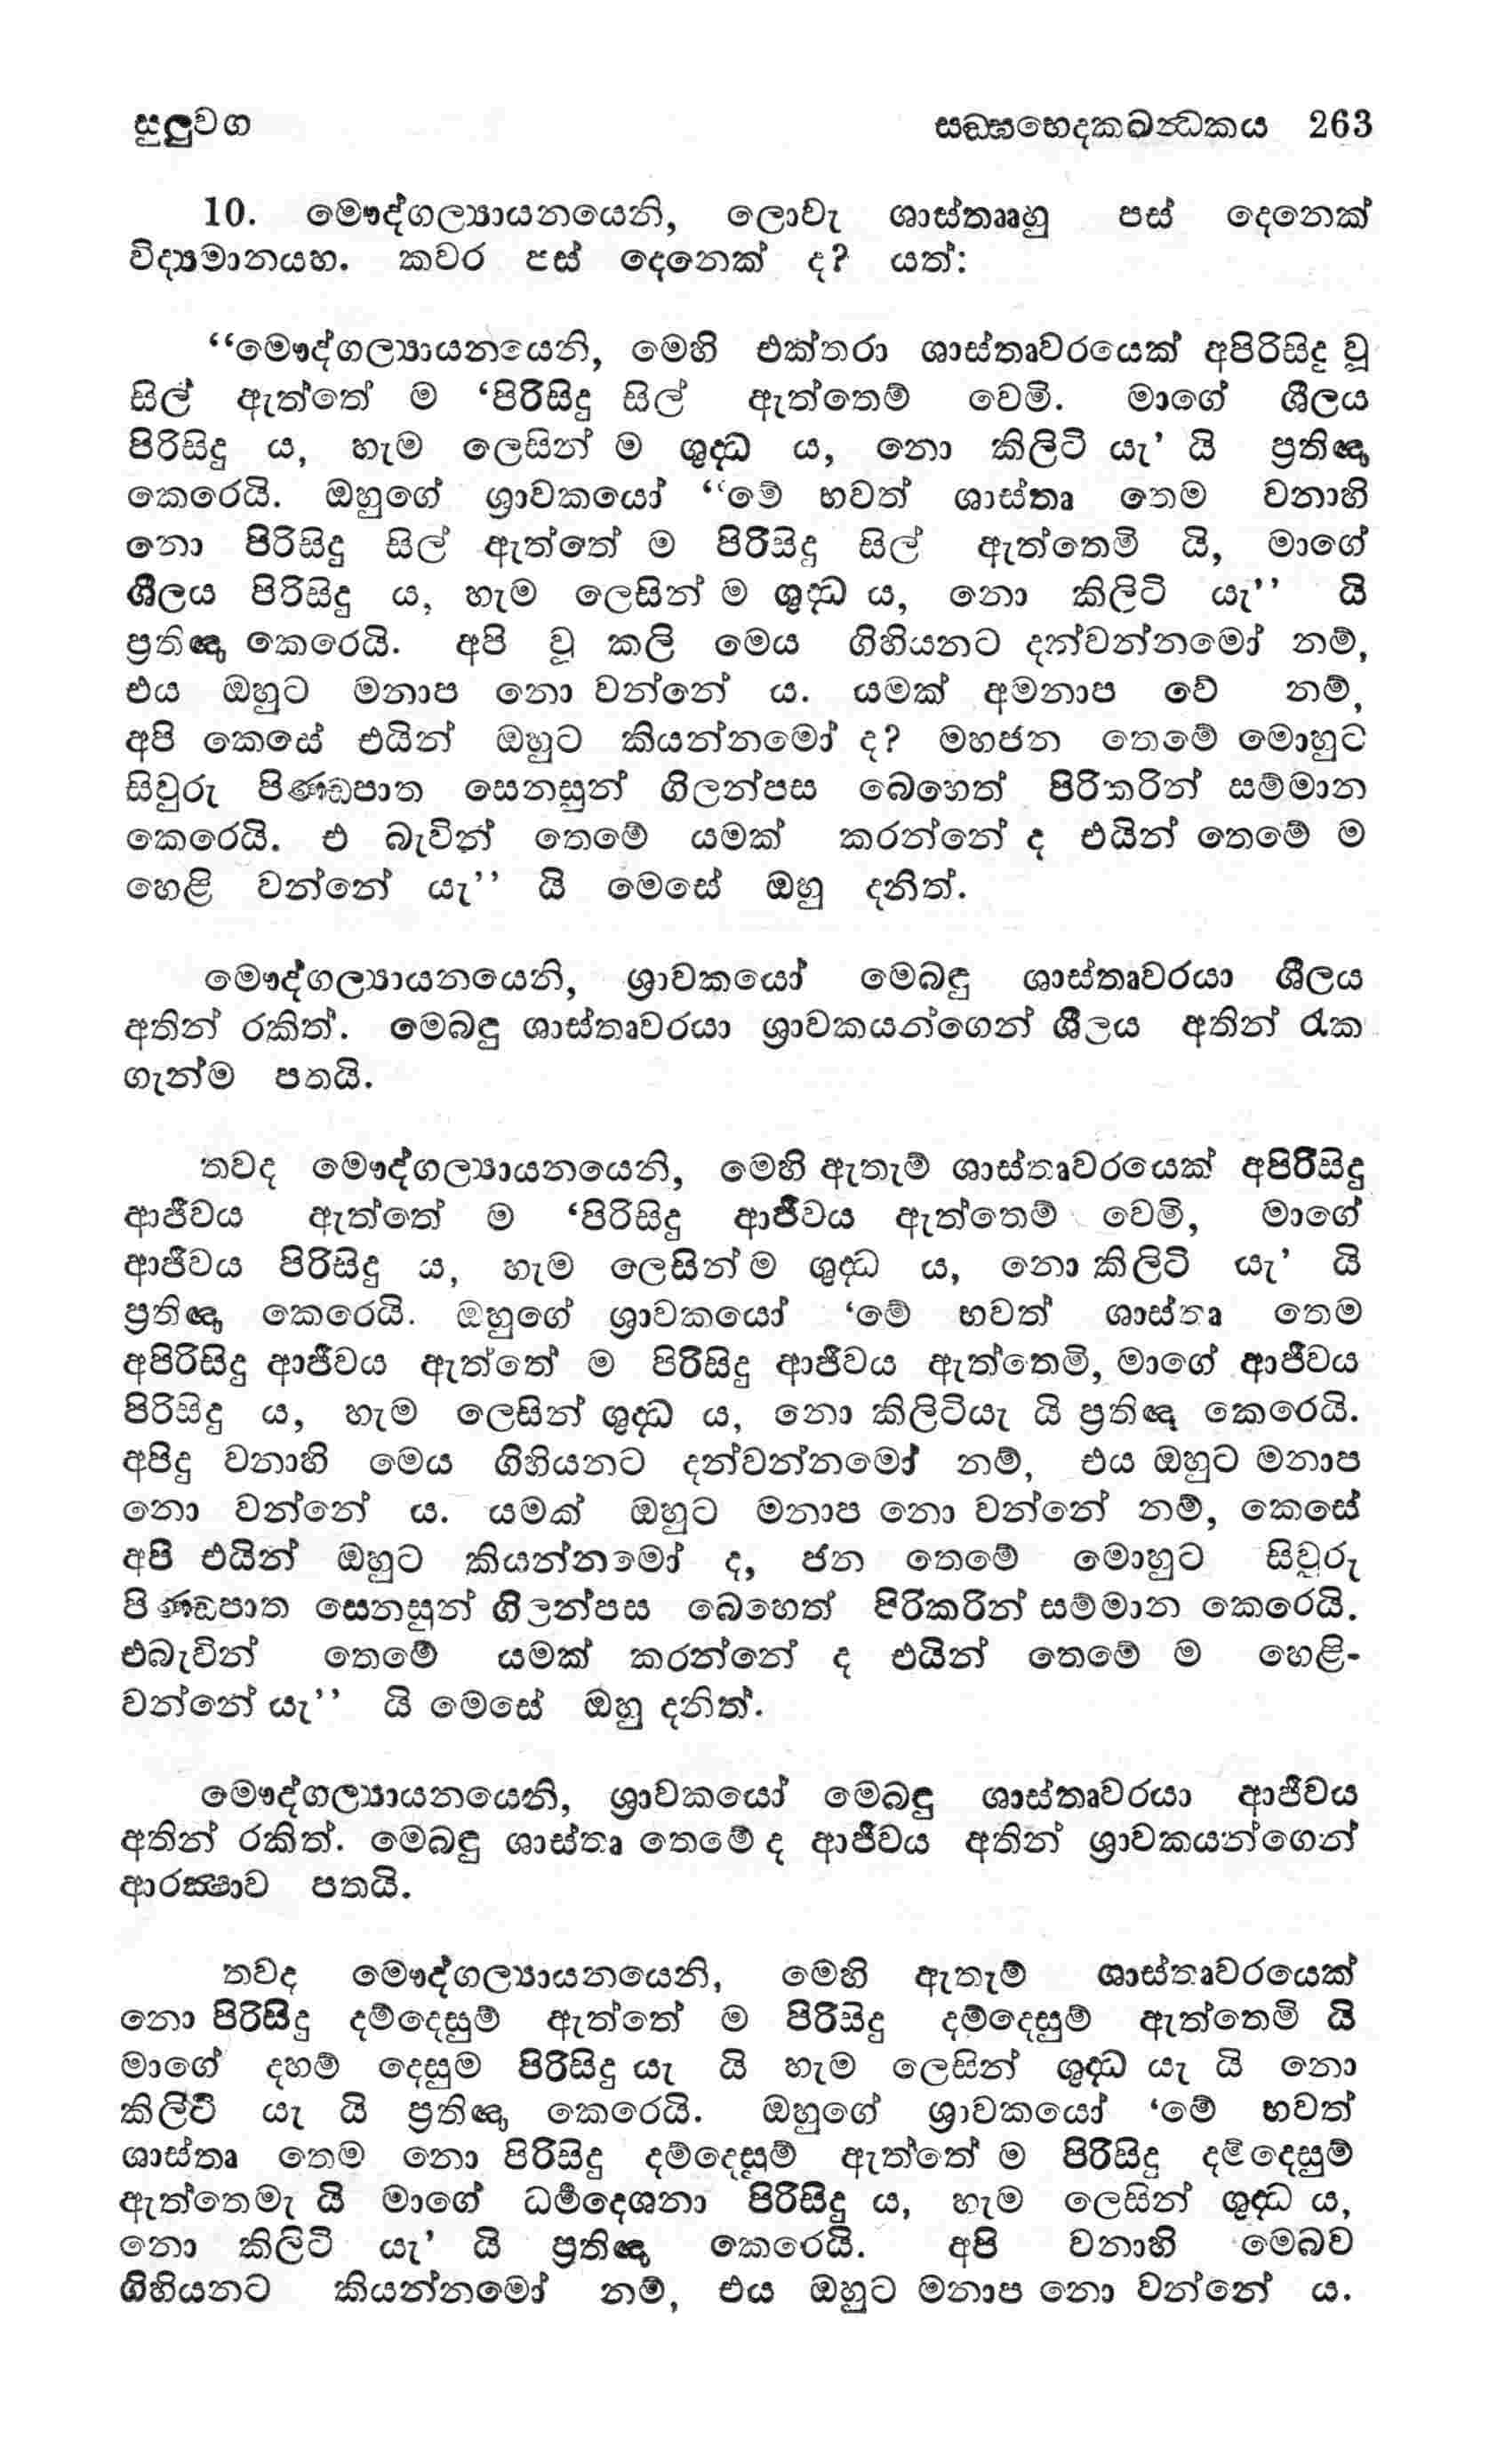 සුලුවග සඞ්ඝභෙදකඛන්ධකය 263
10. මෞද්ගල්‍යායනයෙනි, ලොවැ ශාස්තෲහු පස් දෙනෙක්
විද්‍යමානයහ. කවර පස් දෙනෙක් ද? යත්:
“මෞද්ගල්‍යායනයෙනි, මෙහි එක්තරා ශාස්තෘවරයෙක් අපිරිසිදු වූ
සිල් ඇත්තේ ම ‘පිරිසිදු සිල් ඇත්තෙම් වෙමි. මාගේ ශීලය
පිරිසිදු ය, හැම ලෙසින් ම ශුද්ධ ය, නො කිලිටි යැ’ යි ප්‍රතිඥා
කෙරෙයි. ඔහුගේ ශ්‍රාවකයෝ “මේ භවත් ශාස්තෘ තෙම වනාහි
නො පිරිසිදු සිල් ඇත්තේ ම පිරිසිදු සිල් ඇත්තෙමි යි, මාගේ
ශීලය පිරිසිදු ය, හැම ලෙසින් ම ශුද්ධ ය, නො කිලිටි යැ” යි
ප්‍රතිඥා කෙරෙයි. අපි වූ කලි මෙය ගිහියනට දන්වන්නමෝ නම්,
එය ඔහුට මනාප නො වන්නේ ය. යමක් අමනාප වේ නම්,
අපි කෙසේ එයින් ඔහුට කියන්නමෝ ද? මහජන තෙමේ මොහුට
සිවුරු පිණ්ඩපාත සෙනසුන් ගිලන්පස බෙහෙත් පිරිකරින් සම්මාන
කෙරෙයි. එ බැවින් තෙමේ යමක් කරන්නේ ද එයින් තෙමේ ම
හෙළි වන්නේ යැ” යි මෙසේ ඔහු දනිත්.
මෞද්ගල්‍යායනයෙනි, ශ්‍රාවකයෝ මෙබඳු ශාස්තෘවරයා ශීලය
අතින් රකිත්. මෙබඳු ශාස්තෘවරයා ශ්‍රාවකයන්ගෙන් ශීලය අතින් රැක
ගැන්ම පතයි.
තවද මෞද්ගල්‍යායනයෙනි, මෙහි ඇතැම් ශාස්තෘවරයෙක් අපිරිසිදු
ආජීවය ඇත්තේ ම ‘පිරිසිදු ආජීවය ඇත්තෙම් වෙමි, මාගේ
ආජීවය පිරිසිදු ය, හැම ලෙසින් ම ශුද්ධ ය, නො කිලිටි යැ’ යි
ප්‍රතිඥා කෙරෙයි. ඔහුගේ ශ්‍රාවකයෝ ‘මේ භවත් ශාස්තෘ තෙම
අපිරිසිදු ආජීවය ඇත්තේ ම පිරිසිදු ආජීවය ඇත්තෙමි, මාගේ ආජීවය
පිරිසිදු ය, හැම ලෙසින් ශුද්ධ ය, නො කිලිටියැ යි ප්‍රතිඥා කෙරෙයි.
අපිදු වනාහි මෙය ගිහියනට දන්වන්නමෝ නම්, එය ඔහුට මනාප
නො වන්නේ ය. යමක් ඔහුට මනාප නො වන්නේ නම්, කෙසේ
අපි එයින් ඔහුට කියන්නමෝ ද, ජන තෙමේ මොහුට සිවුරු
පිණ්ඩපාත සෙනසුන් ගිලන්පස බෙහෙත් පිරිකරින් සම්මාන කෙරෙයි.
එබැවින් තෙමේ යමක් කරන්නේ ද එයින් තෙමේ ම හෙළි-
වන්නේ යැ” යි මෙසේ ඔහු දනිත්.
මෞද්ගල්‍යායනයෙනි, ශ්‍රාවකයෝ මෙබඳු ශාස්තෘවරයා ආජීවය
අතින් රකිත්. මෙබඳු ශාස්තෘ තෙමේ ද ආජීවය අතින් ශ්‍රාවකයන්ගෙන්
ආරක්‍ෂාව පතයි.
තවද මෞද්ගල්‍යායනයෙනි, මෙහි ඇතැම් ශාස්තෘවරයෙක්
නො පිරිසිදු දම්දෙසුම් ඇත්තේ ම පිරිසිදු දම්දෙසුම් ඇත්තෙමි යි
මාගේ දහම් දෙසුම පිරිසිදු යැ යි හැම ලෙසින් ශුද්ධ යැ යි නො
කිලිටි යැ යි ප්‍රතිඥා කෙරෙයි. ඔහුගේ ශ්‍රාවකයෝ ‘මේ භවත්
ශාස්තෘ තෙම නො පිරිසිදු දම්දෙසුම් ඇත්තේ ම පිරිසිදු දම්දෙසුම්
ඇත්තෙමැ යි මාගේ ධර්‍මදෙශනා පිරිසිදු ය, හැම ලෙසින් ශුද්ධ ය,
නො කිලිටි යැ’ යි ප්‍රතිඥා කෙරෙයි. අපි වනාහි මෙබව
ගිහියනට කියන්නමෝ නම්, එය ඔහුට මනාප නො වන්නේ ය.